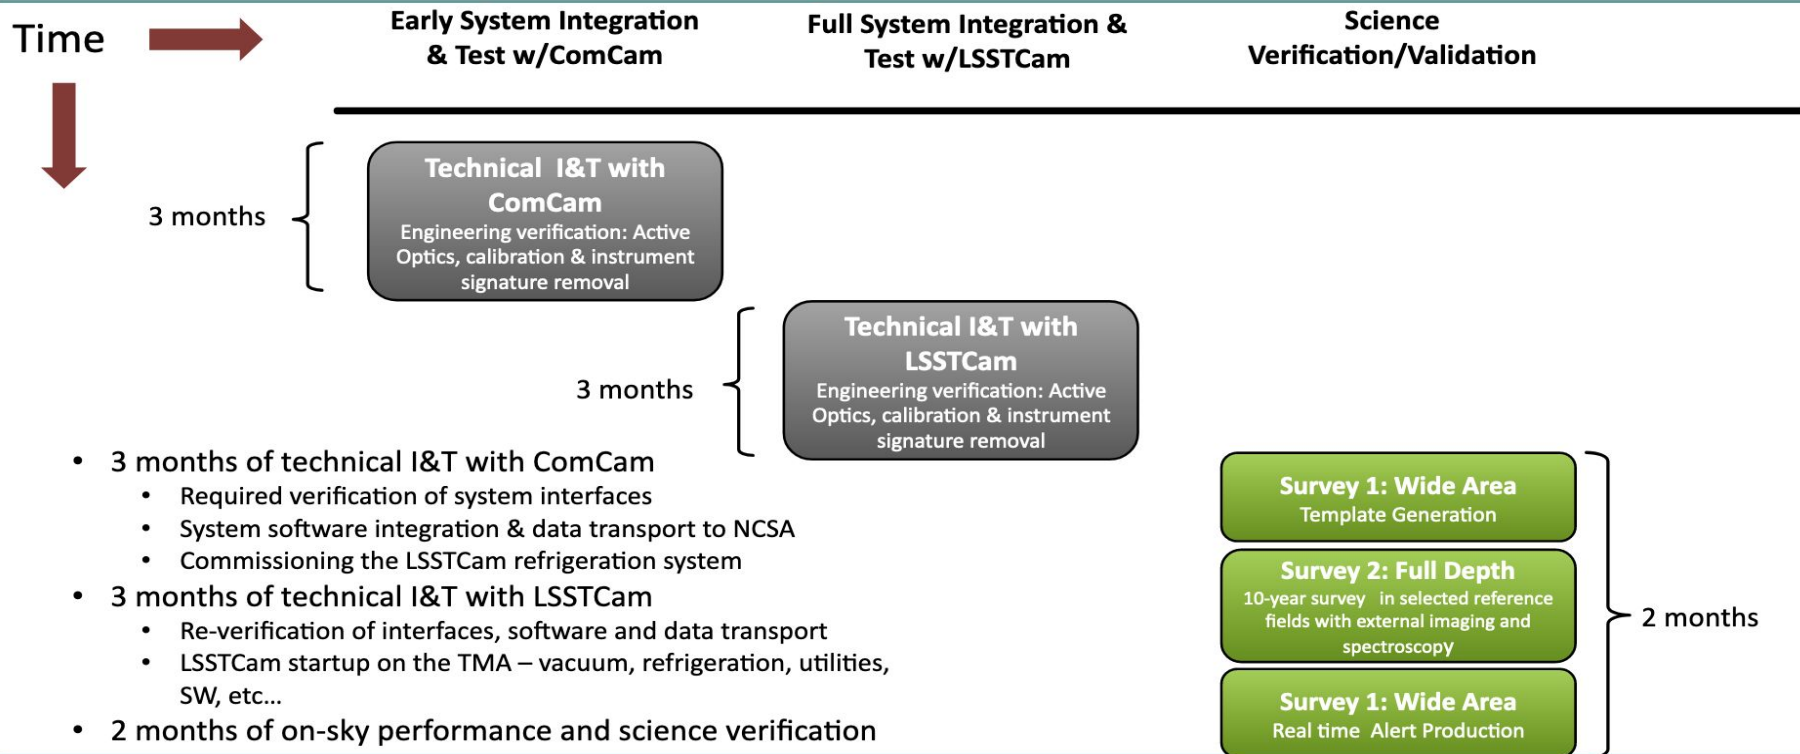 Time
Early System Integration
& Test w/ComCam
Full System Integration &
Test w/LSSTCam
Science
Verification/Validation
3 months
Technical  I&T with
ComCam
Engineering verification: Active
Optics, calibration & instrument
signature removal
3 months
Technical I&T with
LSSTCam
Engineering verification: Active
Optics, calibration & instrument
signature removal
• 3 months of technical I&T with ComCam
• Required verification of system interfaces
• System software integration & data transport to NCSA
• Commissioning the LSSTCam refrigeration system
• 3 months of technical I&T with LSSTCam
• Re-verification of interfaces, software and data transport
• LSSTCam startup on the TMA – vacuum, refrigeration, utilities,
SW, etc...
• 2 months of on-sky performance and science verification
Survey 1: Wide Area
Template Generation
Survey 2: Full Depth
10-year survey  in selected reference
fields with external imaging and
spectroscopy
Survey 1: Wide Area
Real time  Alert Production
2 months